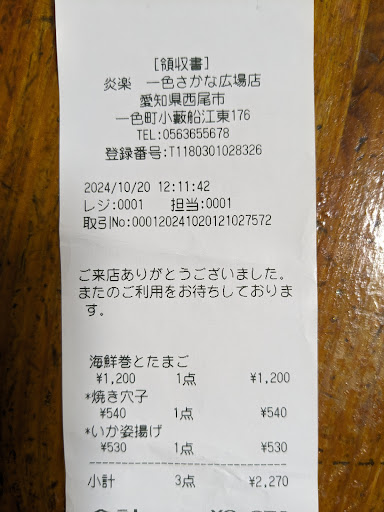 [領収書]
炎楽 一色さかな広場店
愛知県西尾市
一色町小藪船江東176
TEL:0563655678
登録番号:T1180301028326
2024/10/20 12:11:42
レジ:0001 担当:0001
取引No:000120241020121027572
ご来店ありがとうございました。
またのご利用をお待ちしておりま
す。
海鮮巻とたまご
¥1,200 1点 ¥1,200
*焼き穴子
¥540 1点 ¥540
*いか姿揚げ
¥530 1点 ¥530
小計 3点 ¥2,270